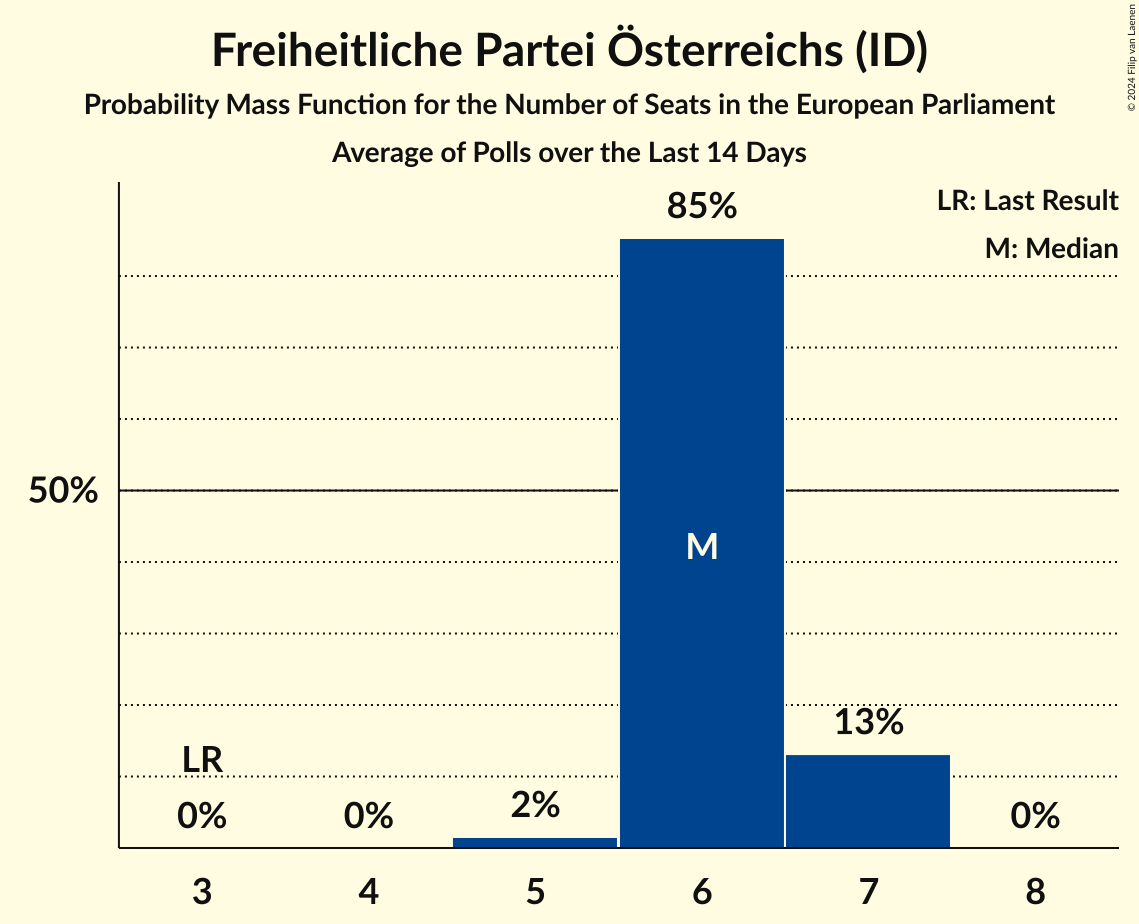 Freiheitliche Partei Österreichs (ID)
Probability Mass Function for the Number of Seats in the European Parliament
Average of Polls over the Last 14 Days
© 2024 Filip van Laenen
LR: Last Result
M: Median
85%
50%
M
13%
LR
2%
0%
0%
0%
3
4
5
6
7
8